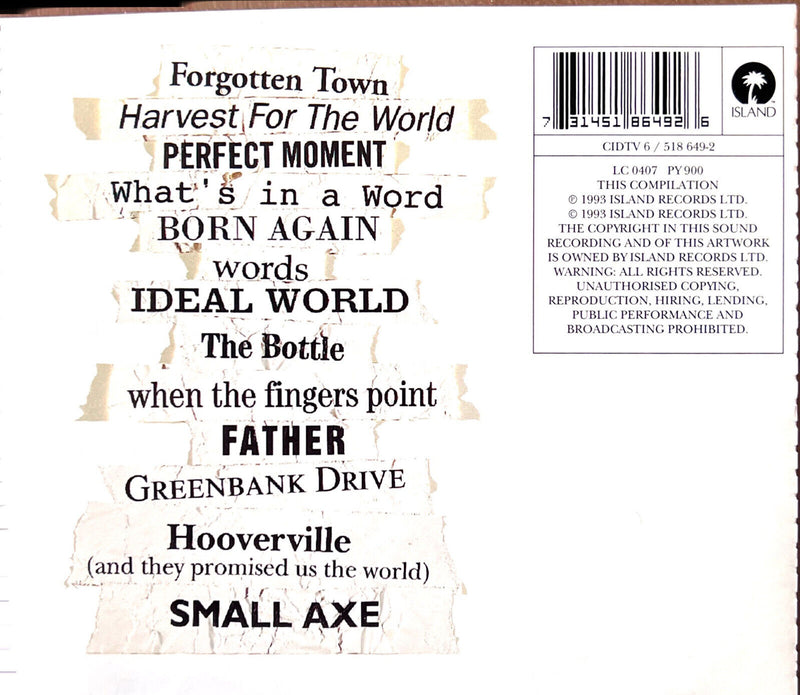 Forgotten Town
Harvest For The World
PERFECT MOMENT
What's in a Word
BORN AGAIN
words
IDEAL WORLD
The Bottle
when the fingers point
FATHER
GREENBANK DRIVE
Hooverville
(and they promised us the world)
SMALL AXE
7 31451 86492 6
ISLAND
CIDTV 6 / 518 649-2
LC 0407 PY 900
THIS COMPILATION
℗ 1993 ISLAND RECORDS LTD.
© 1993 ISLAND RECORDS LTD.
THE COPYRIGHT IN THIS SOUND
RECORDING AND OF THIS ARTWORK
IS OWNED BY ISLAND RECORDS LTD.
WARNING: ALL RIGHTS RESERVED.
UNAUTHORISED COPYING,
REPRODUCTION, HIRING, LENDING,
PUBLIC PERFORMANCE AND
BROADCASTING PROHIBITED.